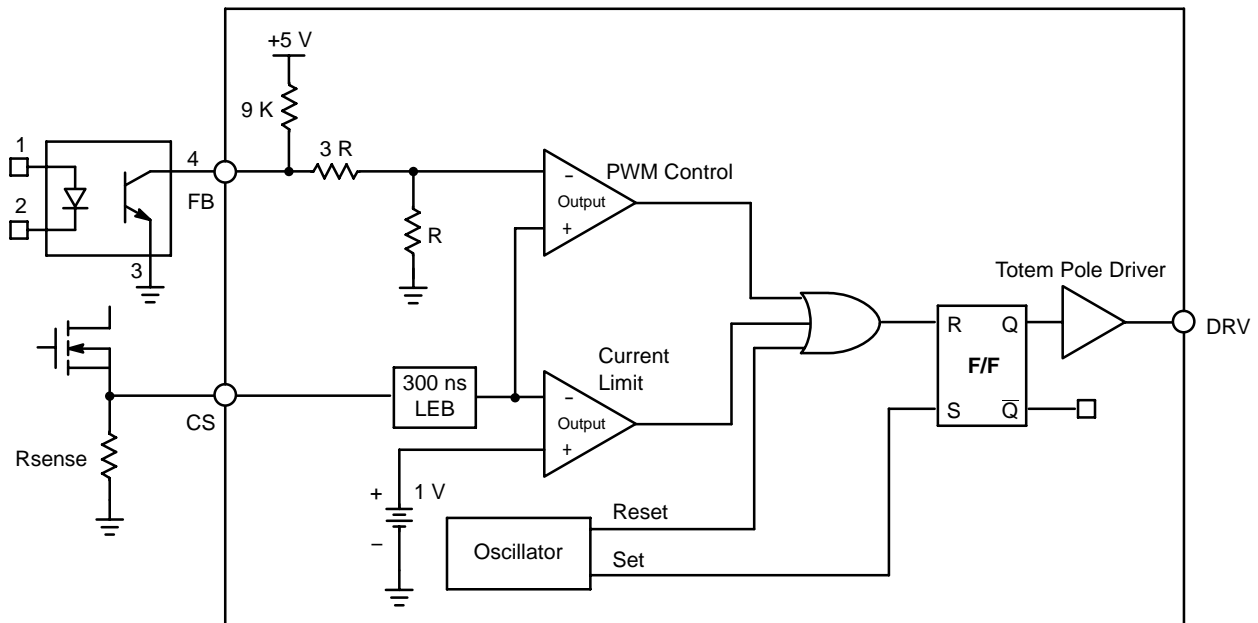 +5 V
9 K
1
4
3 R
PWM Control
−
Output
+
FB
2
R
3
Totem Pole Driver
R
Q
DRV
F/F
S
Q̅
Current
Limit
300 ns
LEB
−
Output
+
CS
Rsense
+
1 V
−
Reset
Oscillator
Set